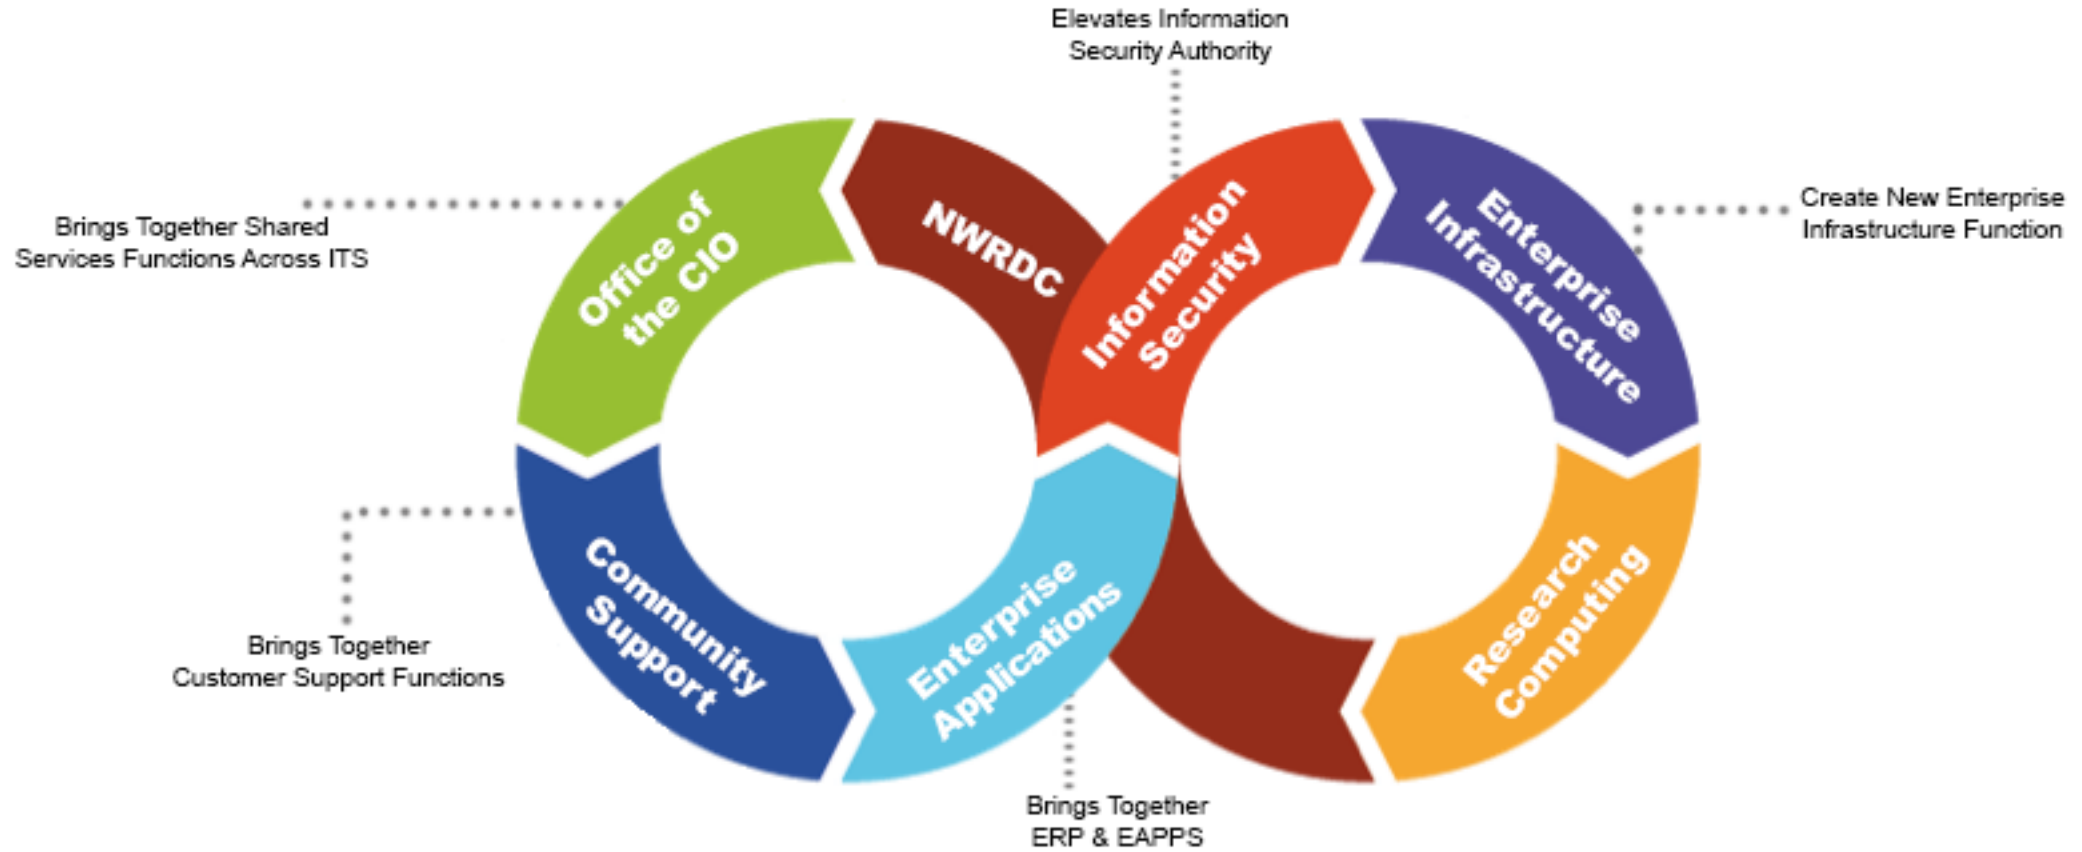 Elevates Information
Security Authority
Brings Together Shared
Services Functions Across ITS
Office of
the CIO
NWRDC
Information
Security
Enterprise
Infrastructure
Create New Enterprise
Infrastructure Function
Brings Together
Customer Support Functions
Community
Support
Enterprise
Applications
Research
Computing
Brings Together
ERP & EAPPS